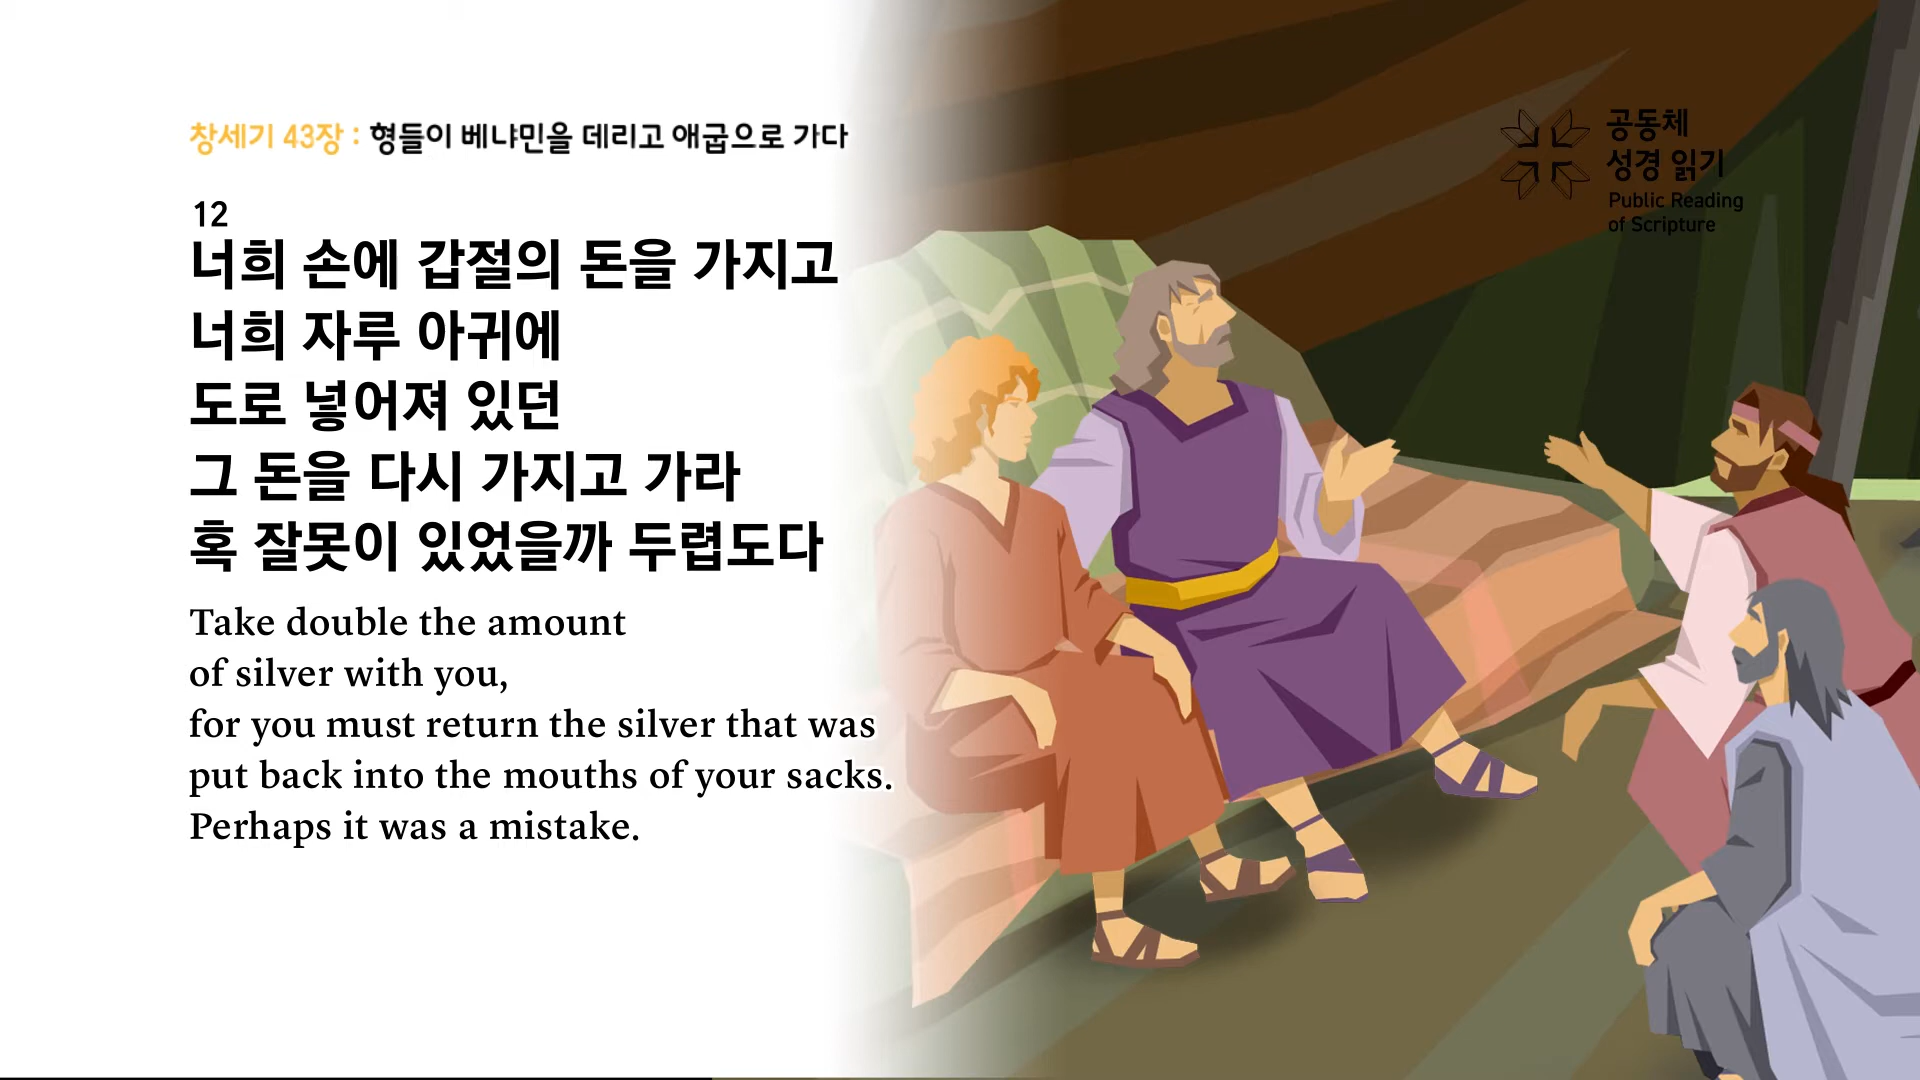 창세기 43장 : 형들이 베냐민을 데리고 애굽으로 가다
12
너희 손에 갑절의 돈을 가지고
너희 자루 아귀에
도로 넣어져 있던
그 돈을 다시 가지고 가라
혹 잘못이 있었을까 두렵도다
Take double the amount
of silver with you,
for you must return the silver that was
put back into the mouths of your sacks.
Perhaps it was a mistake.
공동체
성경 읽기
Public Reading
of Scripture